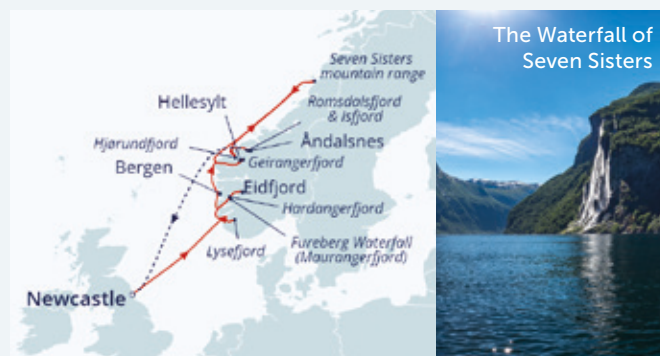 Seven Sisters
mountain range
Hellesylt
Romsdalsfjord
& Isfjord
Hjørundfjord
Åndalsnes
Geirangerfjord
Bergen
Eidfjord
Hardangerfjord
Lysefjord
Fureberg Waterfall
(Maurangerfjord)
Newcastle
The Waterfall of
Seven Sisters